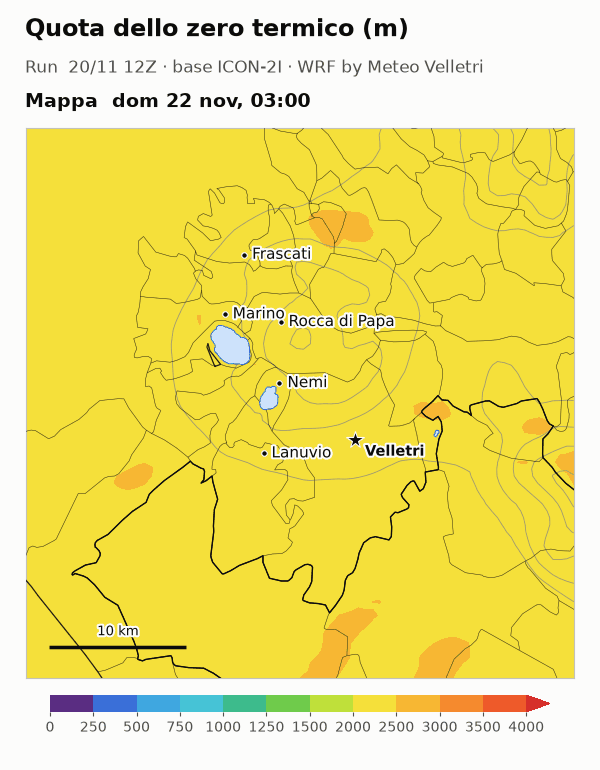 Quota dello zero termico (m)
Run  20/11 12Z · base ICON-2I · WRF by Meteo Velletri
Mappa  dom 22 nov, 03:00
Frascati
Marino
Rocca di Papa
Nemi
Velletri
Lanuvio
10 km
0 250 500 750 1000 1250 1500 2000 2500 3000 3500 4000